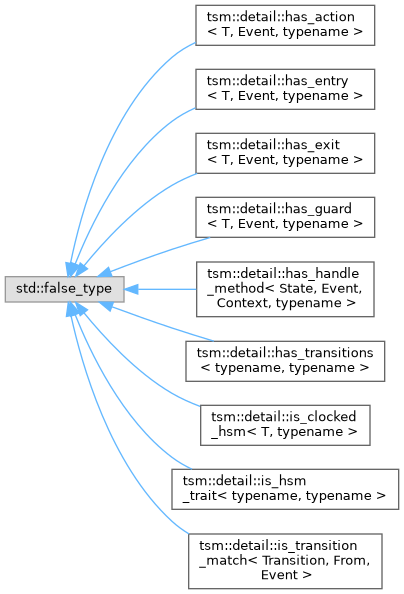 tsm::detail::has_action
< T, Event, typename >
tsm::detail::has_entry
< T, Event, typename >
tsm::detail::has_exit
< T, Event, typename >
tsm::detail::has_guard
< T, Event, typename >
std::false_type
tsm::detail::has_handle
_method< State, Event,
Context, typename >
tsm::detail::has_transitions
< typename, typename >
tsm::detail::is_clocked
_hsm< T, typename >
tsm::detail::is_hsm
_trait< typename, typename >
tsm::detail::is_transition
_match< Transition, From,
Event >